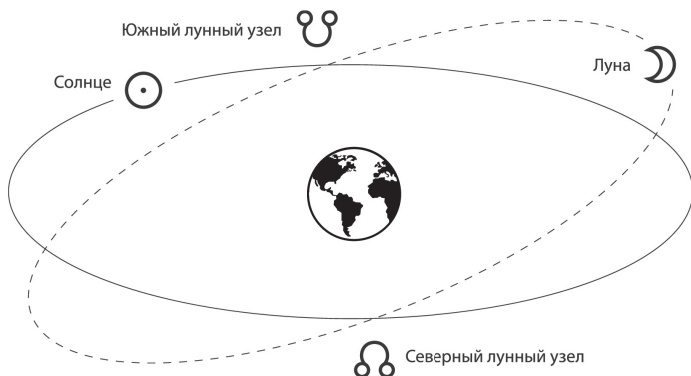 Южный лунный узел
Луна
Солнце
Северный лунный узел